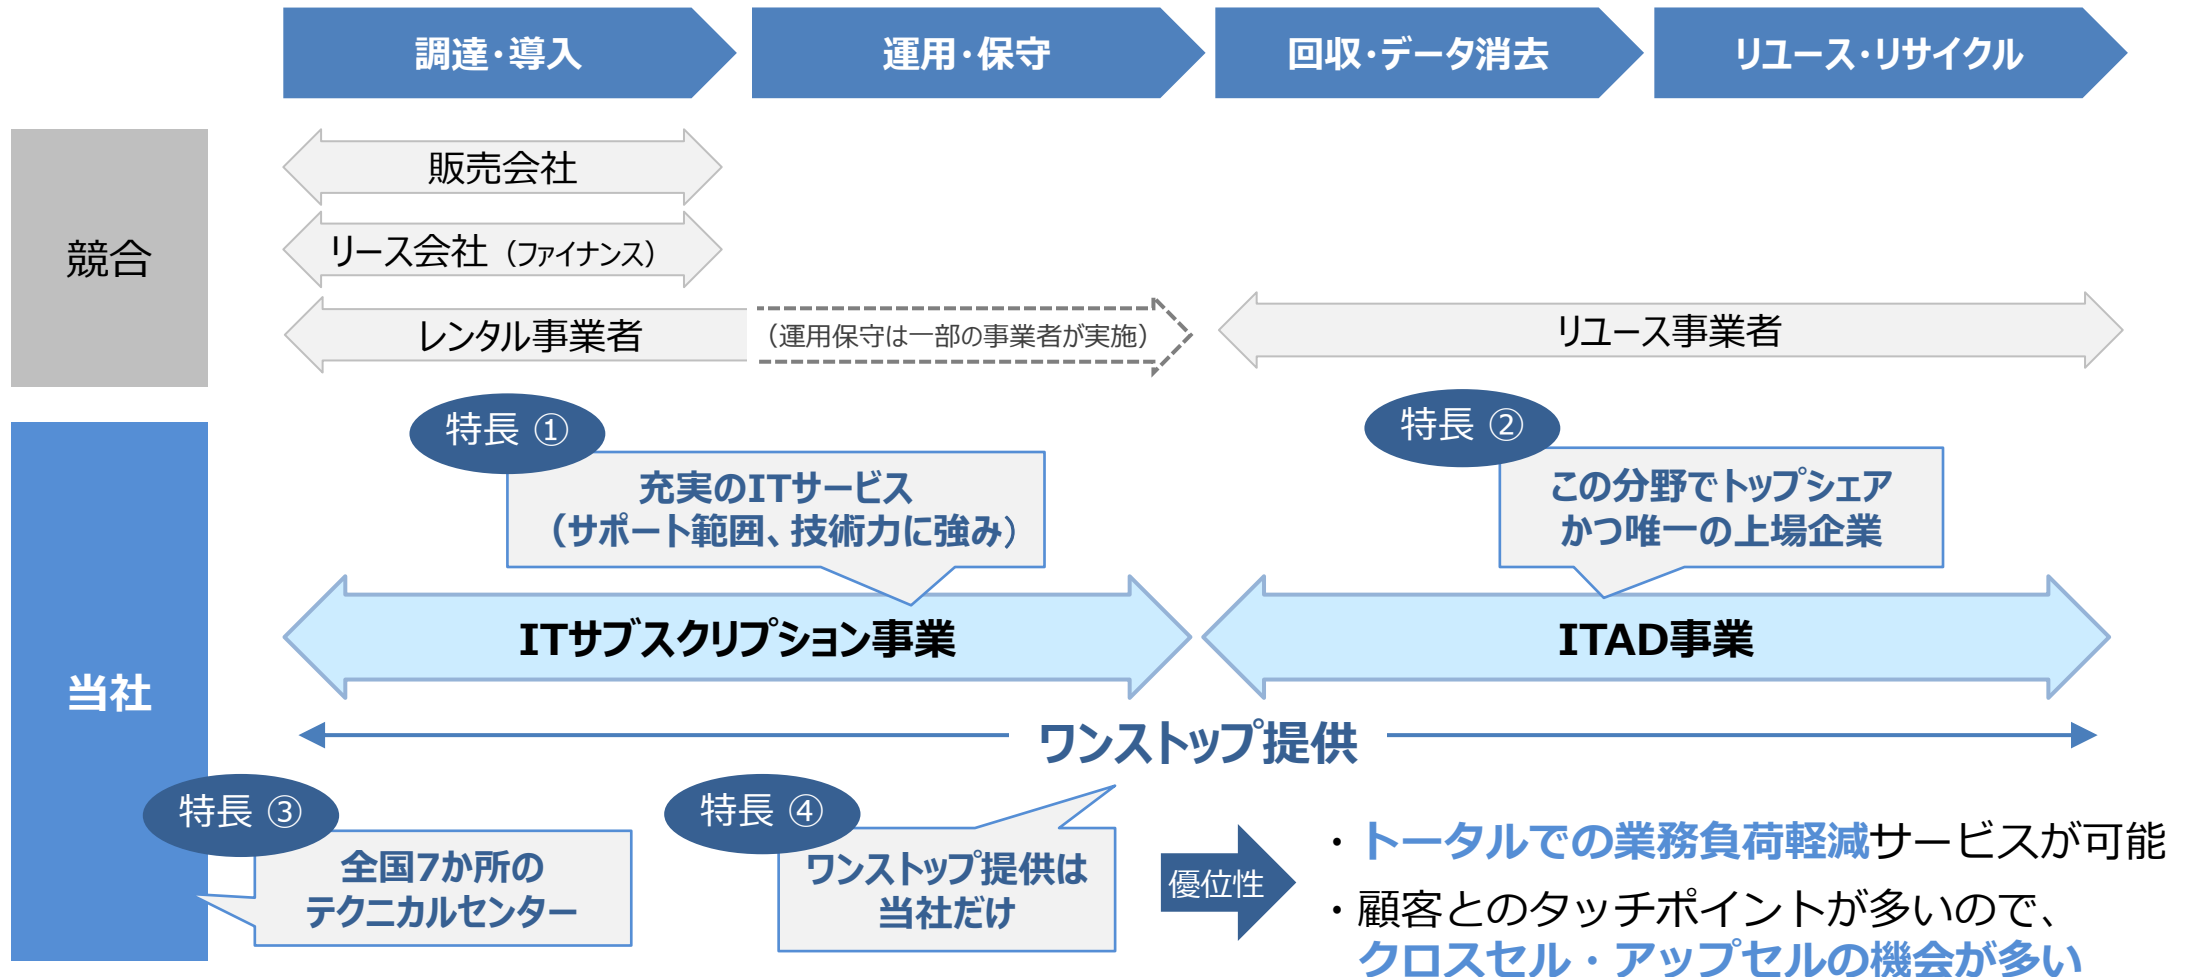 調達･導入
運用･保守
回収･データ消去
リユース･リサイクル
競合
販売会社
リース会社（ファイナンス）
レンタル事業者
（運用保守は一部の事業者が実施）
リユース事業者
当社
特長 ①
充実のITサービス
（サポート範囲、技術力に強み）
特長 ②
この分野でトップシェア
かつ唯一の上場企業
ITサブスクリプション事業
ITAD事業
ワンストップ提供
特長 ③
全国7か所の
テクニカルセンター
特長 ④
ワンストップ提供は
当社だけ
優位性
・トータルでの業務負荷軽減サービスが可能
・顧客とのタッチポイントが多いので、
クロスセル・アップセルの機会が多い